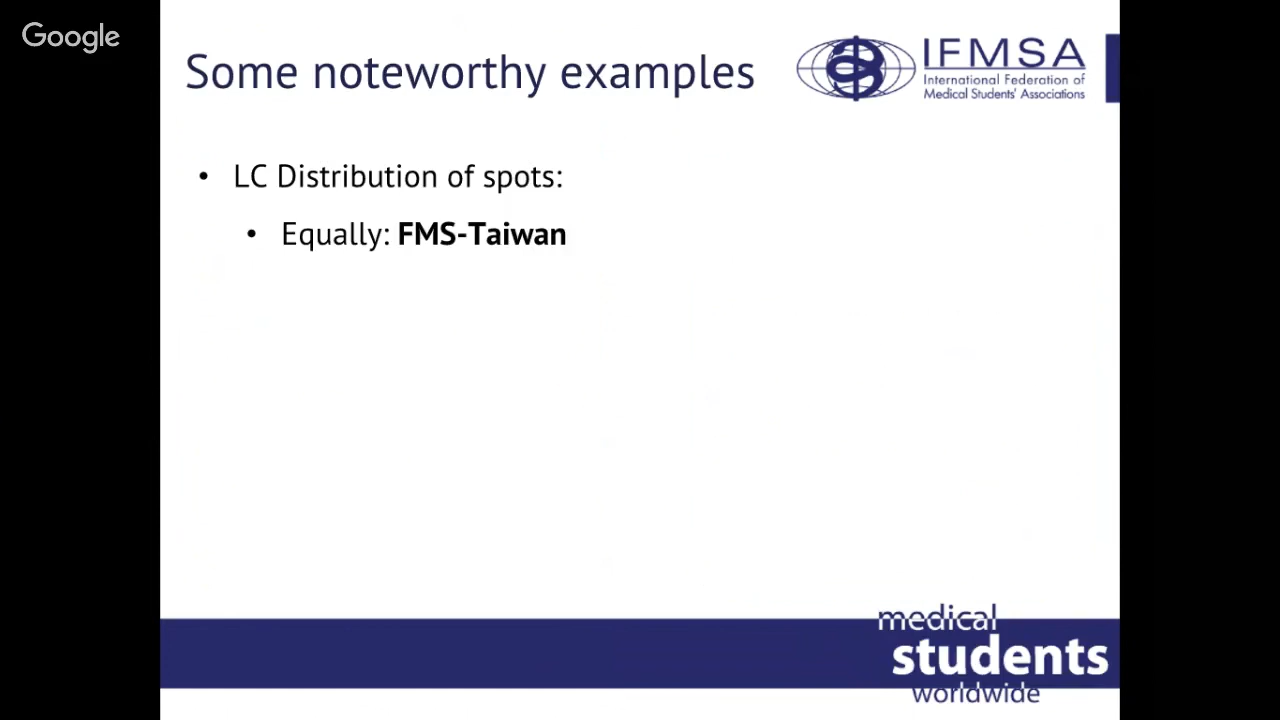 Google
Some noteworthy examples
IFMSA
International Federation of
Medical Students' Associations
• LC Distribution of spots:
• Equally: FMS-Taiwan
medical
students
worldwide